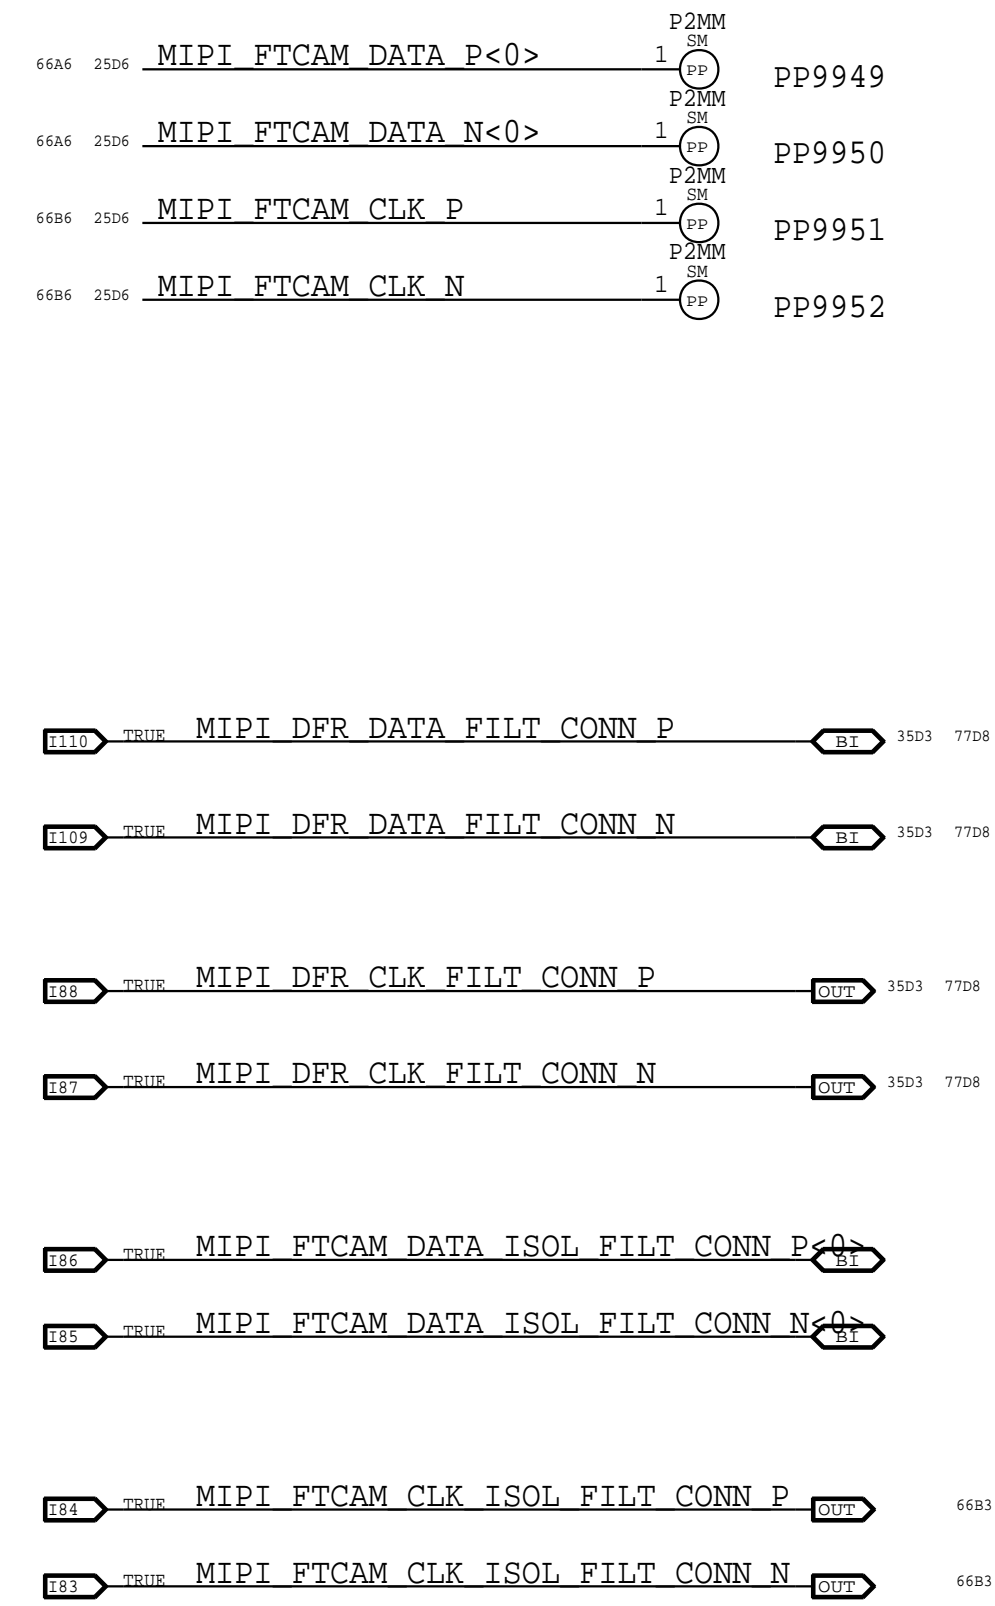 P2MM
SM
66A6 25D6 MIPI_FTCAM_DATA_P<0> 1 PP PP9949
P2MM
SM
66A6 25D6 MIPI_FTCAM_DATA_N<0> 1 PP PP9950
P2MM
SM
66B6 25D6 MIPI_FTCAM_CLK_P 1 PP PP9951
P2MM
SM
66B6 25D6 MIPI_FTCAM_CLK_N 1 PP PP9952
I110 TRUE MIPI_DFR_DATA_FILT_CONN_P BI 35D3 77D8
I109 TRUE MIPI_DFR_DATA_FILT_CONN_N BI 35D3 77D8
I88 TRUE MIPI_DFR_CLK_FILT_CONN_P OUT 35D3 77D8
I87 TRUE MIPI_DFR_CLK_FILT_CONN_N OUT 35D3 77D8
I86 TRUE MIPI_FTCAM_DATA_ISOL_FILT_CONN_P<0> BI
I85 TRUE MIPI_FTCAM_DATA_ISOL_FILT_CONN_N<0> BI
I84 TRUE MIPI_FTCAM_CLK_ISOL_FILT_CONN_P OUT 66B3
I83 TRUE MIPI_FTCAM_CLK_ISOL_FILT_CONN_N OUT 66B3